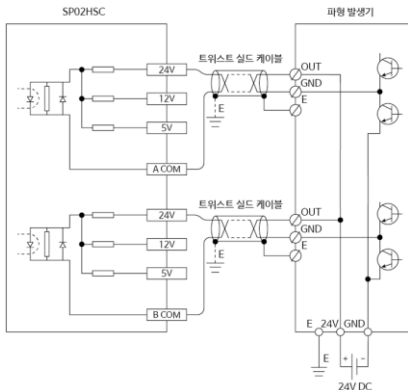 SP02HSC
파형 발생기
트위스트 실드 케이블
24V
12V
5V
A COM
E
OUT
GND
E
트위스트 실드 케이블
24V
12V
5V
B COM
E
OUT
GND
E
E 24V GND
+ -
24V DC